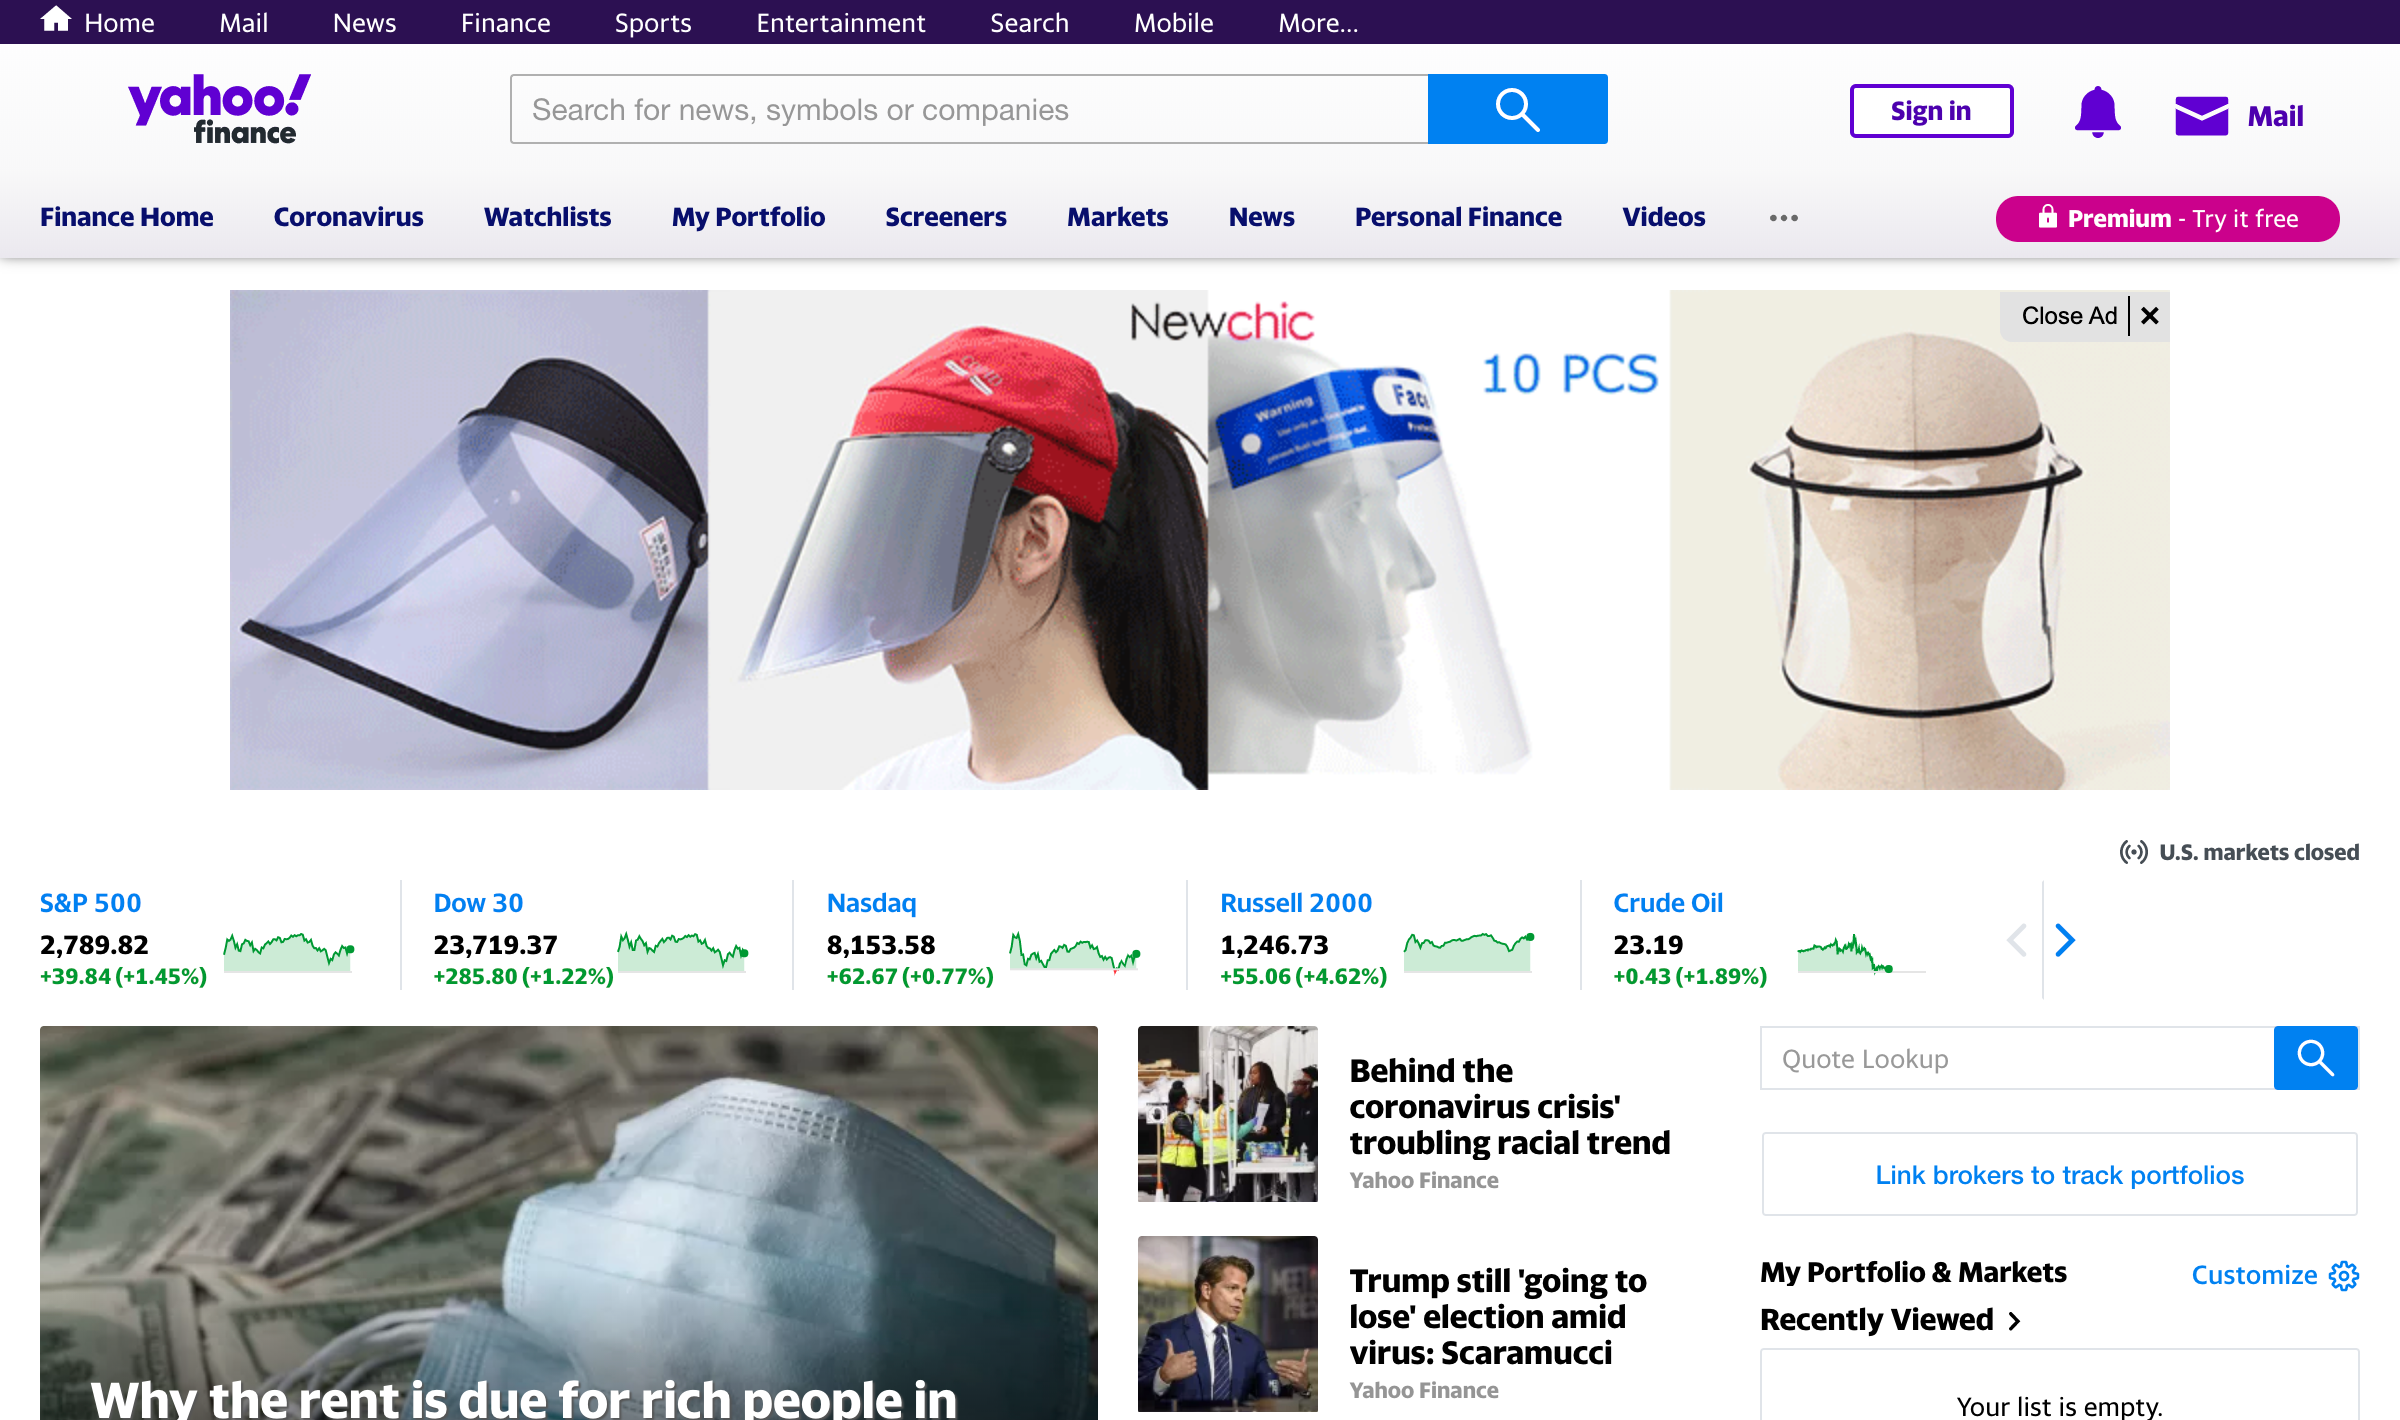 Home Mail News Finance Sports Entertainment Search Mobile More...
yahoo!
finance
Search for news, symbols or companies
Sign in
Mail
Finance Home Coronavirus Watchlists My Portfolio Screeners Markets News Personal Finance Videos
Premium - Try it free
Newchic
10 PCS
Warning
Close Ad
U.S. markets closed
S&P 500
2,789.82
+39.84 (+1.45%)
Dow 30
23,719.37
+285.80 (+1.22%)
Nasdaq
8,153.58
+62.67 (+0.77%)
Russell 2000
1,246.73
+55.06 (+4.62%)
Crude Oil
23.19
+0.43 (+1.89%)
Why the rent is due for rich people in
Behind the
coronavirus crisis'
troubling racial trend
Yahoo Finance
Trump still 'going to
lose' election amid
virus: Scaramucci
Yahoo Finance
Quote Lookup
Link brokers to track portfolios
My Portfolio & Markets
Customize
Recently Viewed
Your list is empty.